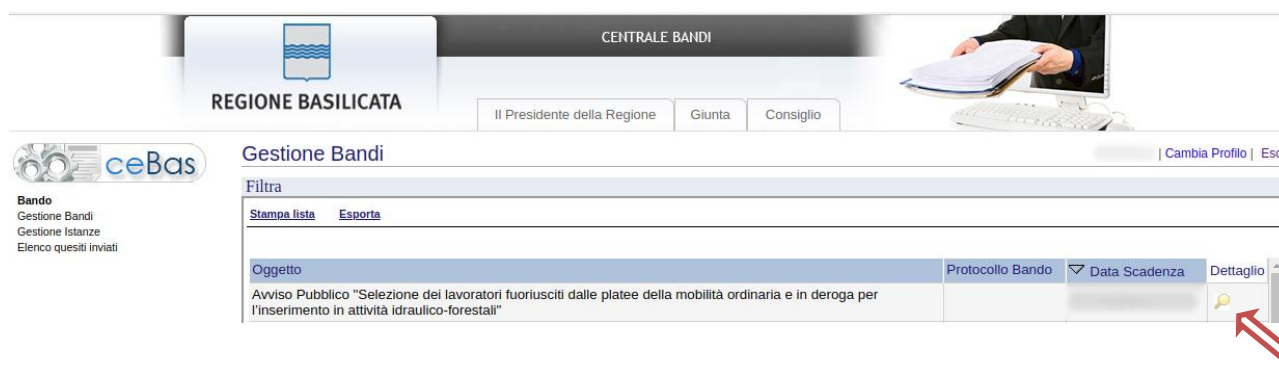 CENTRALE BANDI
REGIONE BASILICATA
Il Presidente della Regione
Giunta
Consiglio
ceBas
Gestione Bandi
| Cambia Profilo | Esc
Filtra
Bando
Gestione Bandi
Gestione Istanze
Elenco quesiti inviati
Stampa lista Esporta
Oggetto Protocollo Bando Data Scadenza Dettaglio
Avviso Pubblico "Selezione dei lavoratori fuoriusciti dalle platee della mobilità ordinaria e in deroga per
l'inserimento in attività idraulico-forestali"